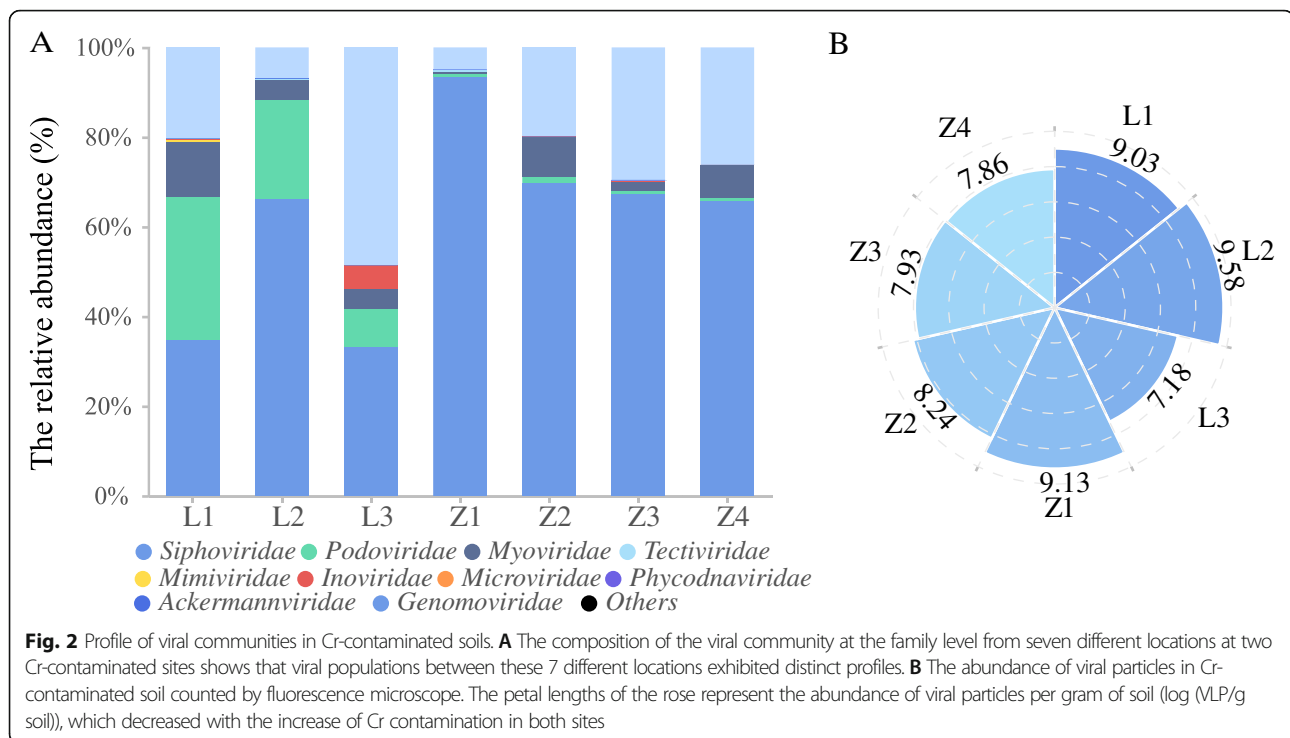 A
B
The relative abundance (%)
100%
80%
60%
40%
20%
0%
L1 L2 L3 Z1 Z2 Z3 Z4
Siphoviridae Podoviridae Myoviridae Tectiviridae
Mimiviridae Inoviridae Microviridae Phycodnaviridae
Ackermannviridae Genomoviridae Others
L1
9.03
L2
9.58
L3
7.18
Z1
9.13
Z2
8.24
Z3
7.93
Z4
7.86
Fig. 2 Profile of viral communities in Cr-contaminated soils. A The composition of the viral community at the family level from seven different locations at two
Cr-contaminated sites shows that viral populations between these 7 different locations exhibited distinct profiles. B The abundance of viral particles in Cr-
contaminated soil counted by fluorescence microscope. The petal lengths of the rose represent the abundance of viral particles per gram of soil (log (VLP/g
soil)), which decreased with the increase of Cr contamination in both sites